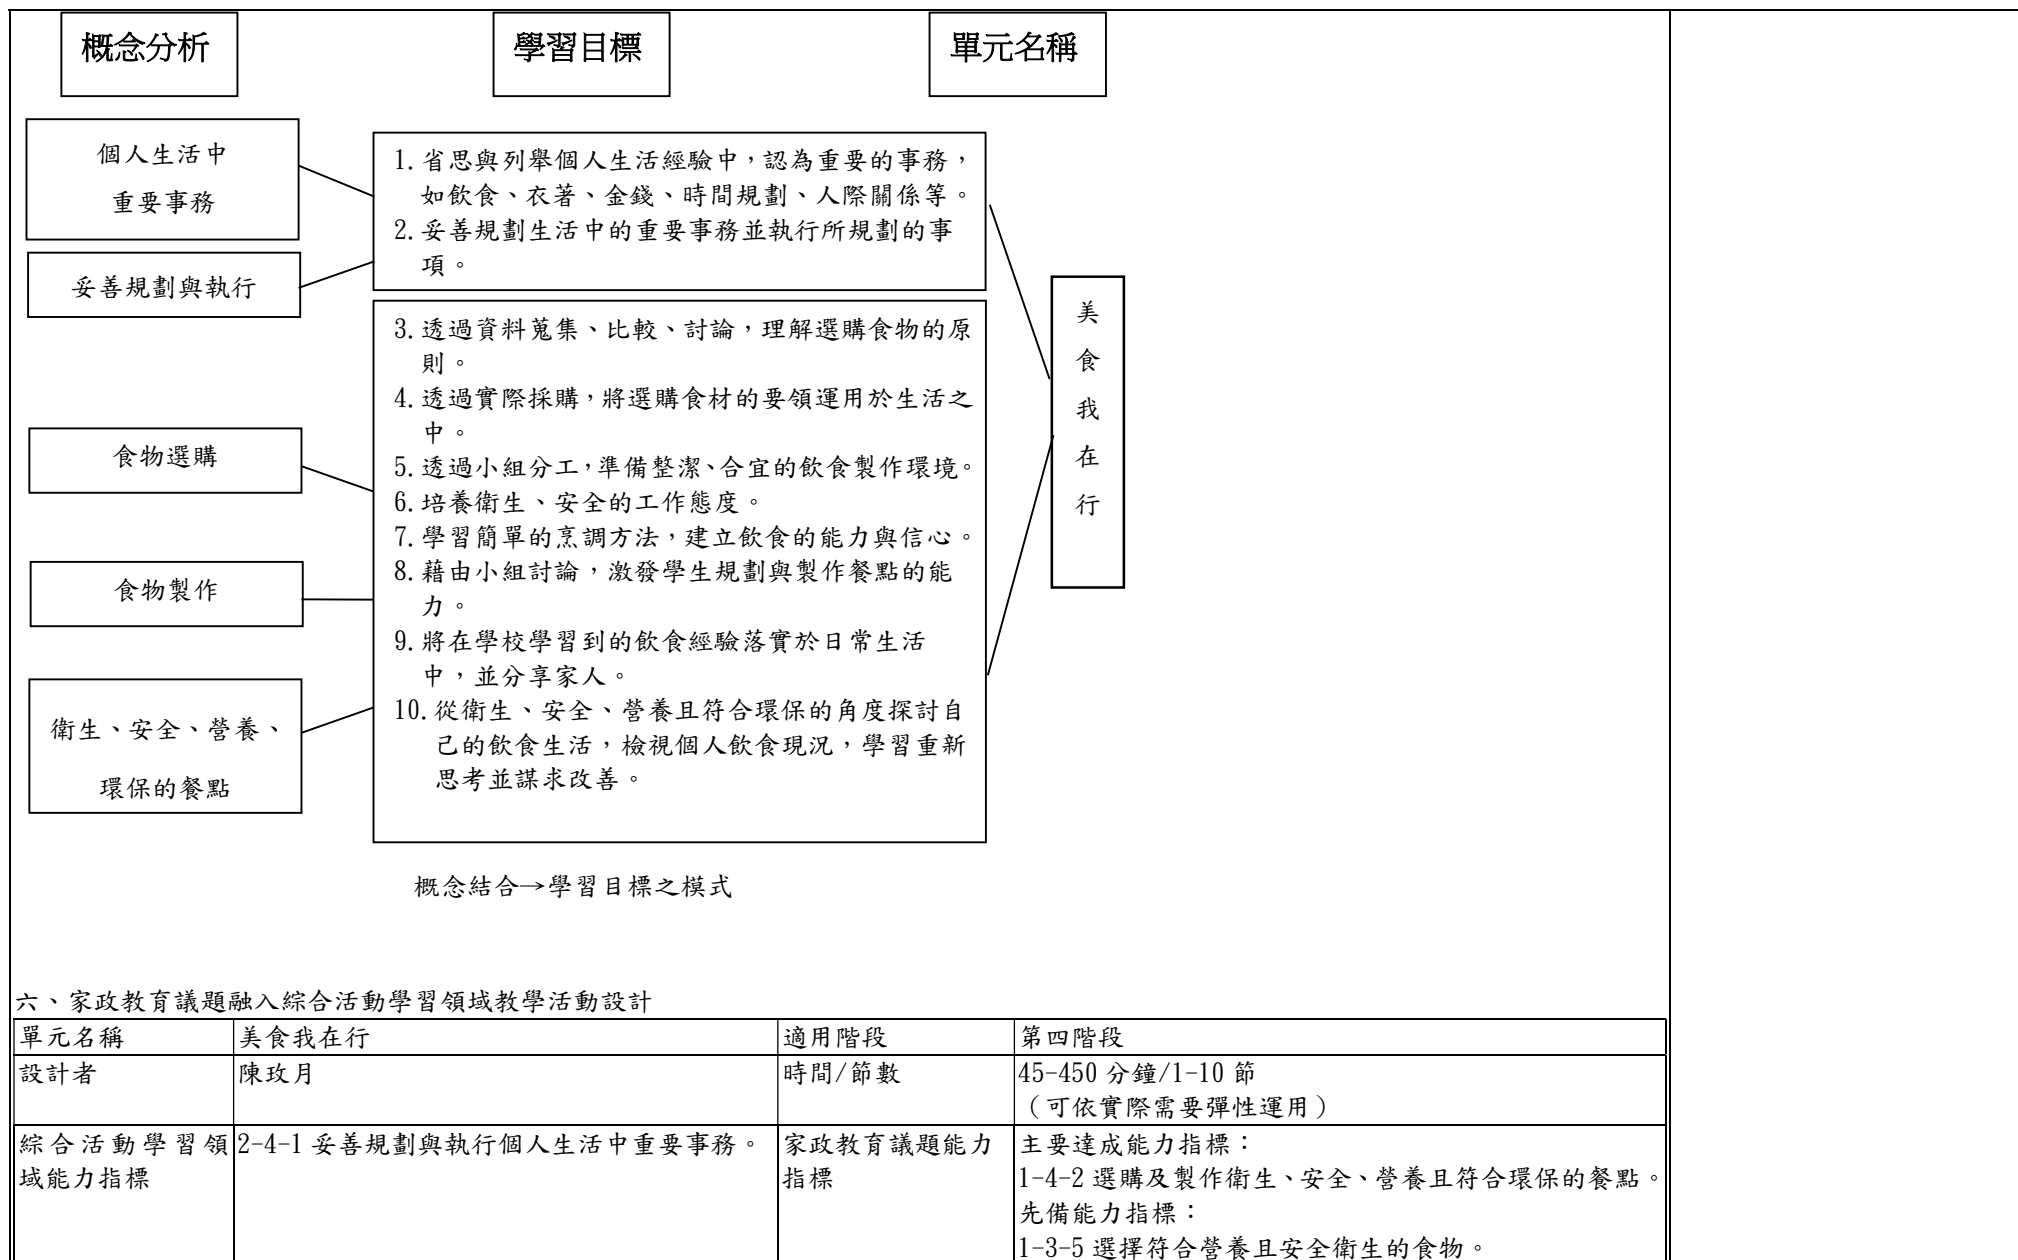 概念分析
學習目標
單元名稱
個人生活中
重要事務
妥善規劃與執行
食物選購
食物製作
衛生、安全、營養、
環保的餐點
1.省思與列舉個人生活經驗中，認為重要的事務，
如飲食、衣著、金錢、時間規劃、人際關係等。
2.妥善規劃生活中的重要事務並執行所規劃的事
項。
3.透過資料蒐集、比較、討論，理解選購食物的原
則。
4.透過實際採購，將選購食材的要領運用於生活之
中。
5.透過小組分工，準備整潔、合宜的飲食製作環境。
6.培養衛生、安全的工作態度。
7.學習簡單的烹調方法，建立飲食的能力與信心。
8.藉由小組討論，激發學生規劃與製作餐點的能
力。
9.將在學校學習到的飲食經驗落實於日常生活
中，並分享家人。
10.從衛生、安全、營養且符合環保的角度探討自
己的飲食生活，檢視個人飲食現況，學習重新
思考並謀求改善。
美
食
我
在
行
概念結合→學習目標之模式
六、家政教育議題融入綜合活動學習領域教學活動設計
單元名稱 美食我在行 適用階段 第四階段
設計者 陳玫月 時間/節數 45-450 分鐘/1-10 節
（可依實際需要彈性運用）
綜合活動學習領 2-4-1 妥善規劃與執行個人生活中重要事務。 家政教育議題能力 主要達成能力指標：
域能力指標 指標 1-4-2 選購及製作衛生、安全、營養且符合環保的餐點。
先備能力指標：
1-3-5 選擇符合營養且安全衛生的食物。